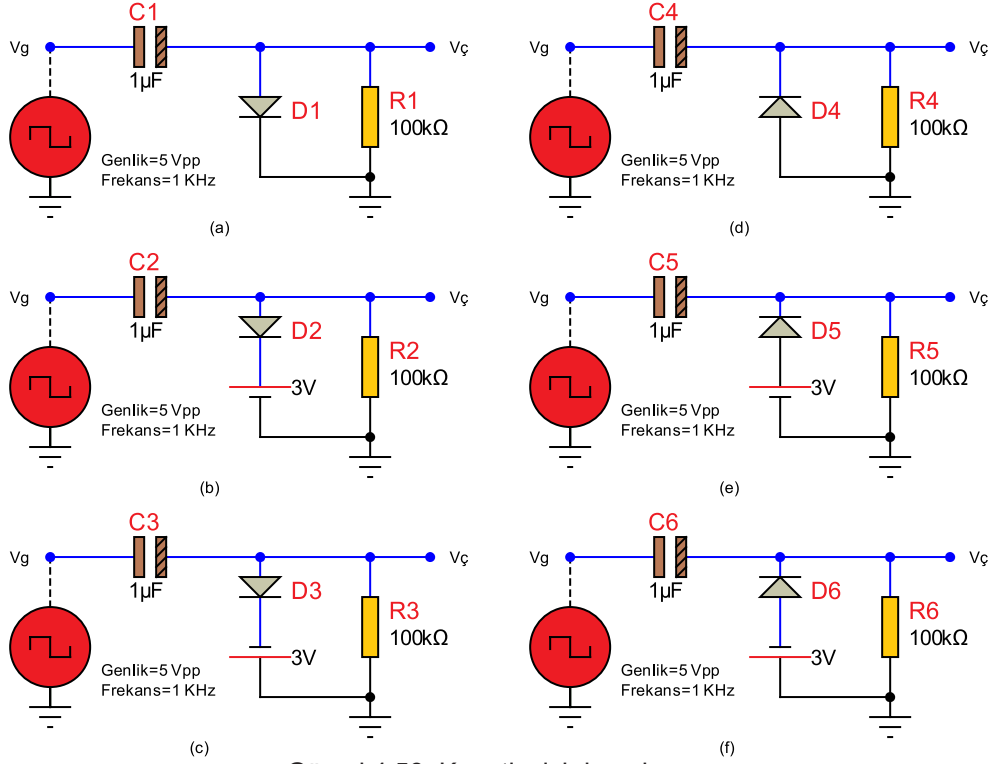 C1
Vg
Vç
1µF
D1
R1
100kΩ
Genlik=5 Vpp
Frekans=1 KHz
(a)
C4
Vg
Vç
1µF
D4
R4
100kΩ
Genlik=5 Vpp
Frekans=1 KHz
(d)
C2
Vg
Vç
1µF
D2
R2
100kΩ
3V
Genlik=5 Vpp
Frekans=1 KHz
(b)
C5
Vg
Vç
1µF
D5
R5
100kΩ
3V
Genlik=5 Vpp
Frekans=1 KHz
(e)
C3
Vg
Vç
1µF
D3
R3
100kΩ
3V
Genlik=5 Vpp
Frekans=1 KHz
(c)
C6
Vg
Vç
1µF
D6
R6
100kΩ
3V
Genlik=5 Vpp
Frekans=1 KHz
(f)